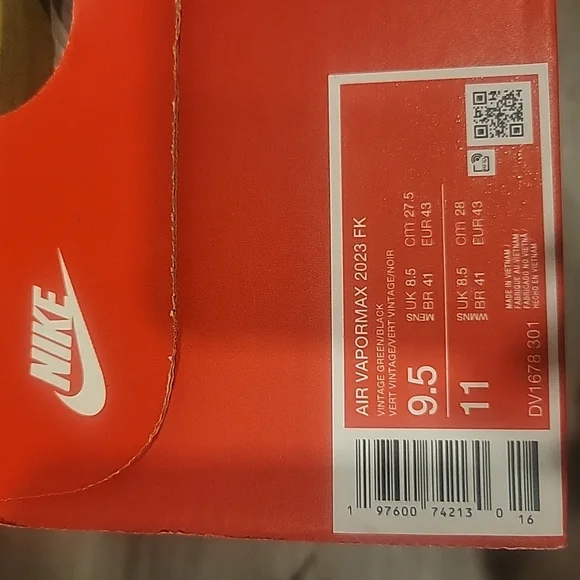 NIKE
AIR VAPORMAX 2023 FK
VINTAGE GREEN/BLACK
VERT VINTAGE/VERT VINTAGE/NOIR
9.5
MENS
UK 8.5
BR 41
cm 27.5
EUR 43
11
WMNS
UK 8.5
BR 41
cm 28
EUR 43
MADE IN VIETNAM /
FABRIQUÉ AU VIETNAM /
FABRICADO NO VIETNÃ /
HECHO EN VIETNAM
DV1678 301
1 97600 74213 0 16